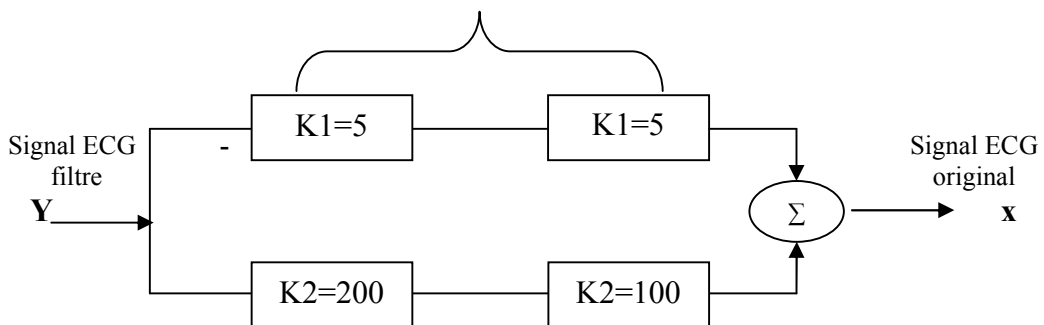 K1=5
K1=5
Signal ECG
filtre
-
Y
Signal ECG
original
x
Σ
K2=200
K2=100